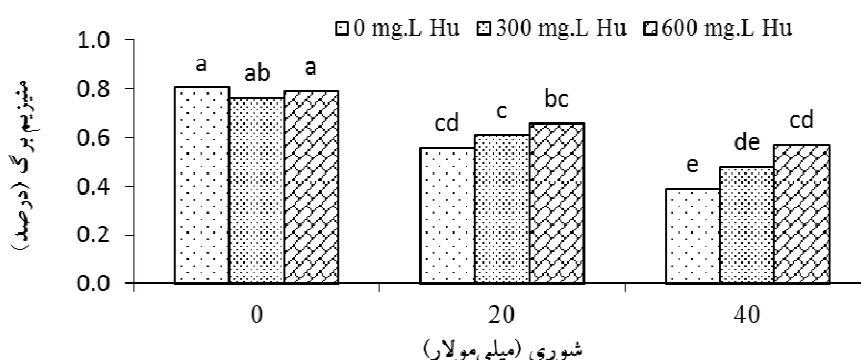 0 mg.L Hu 300 mg.L Hu 600 mg.L Hu
منیزیم برگ (درصد)
1.0
0.8
0.6
0.4
0.2
0.0
a ab a
cd c bc
e de cd
0 20 40
شوری (میلی‌مولار)